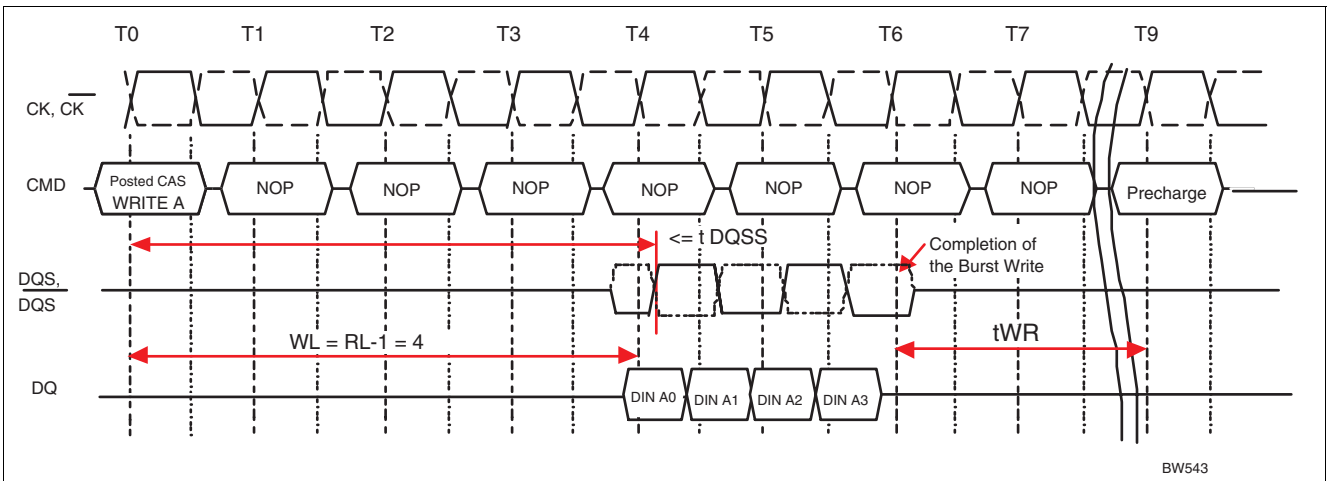 T0 T1 T2 T3 T4 T5 T6 T7 T9
CK, CK
CMD
Posted CAS
WRITE A
NOP NOP NOP NOP NOP NOP NOP Precharge
<= t DQSS
Completion of
the Burst Write
DQS,
DQS
WL = RL-1 = 4
tWR
DQ
DIN A0 DIN A1 DIN A2 DIN A3
BW543